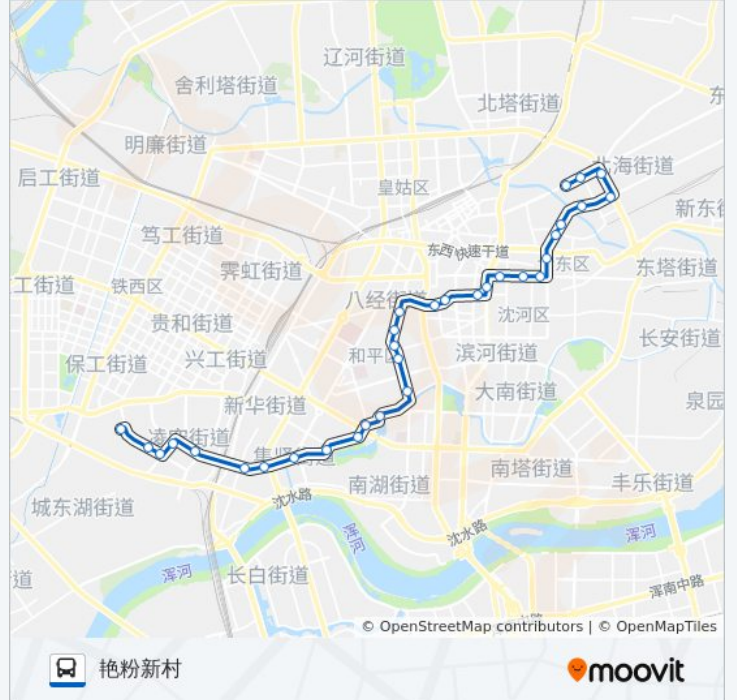 辽河街道
舍利塔街道
北塔街道
东
明廉街道
北海街道
启工街道
皇姑区
新东街
笃工街道
东西快速干道
霁虹街道
东区
东塔街道
工街道
铁西区
八经街道
贵和街道
沈河区
长安街道
兴工街道
和平区
滨河街道
保工街道
大南街道
新华街道
泉园
凌空街道
集贤街道
南塔街道
南湖街道
丰乐街道
沈水路
城东湖街道
浑河
沈水路
浑河
浑河
长白街道
道
浑南中路
© OpenStreetMap contributors | © OpenMapTiles
艳粉新村
moovit